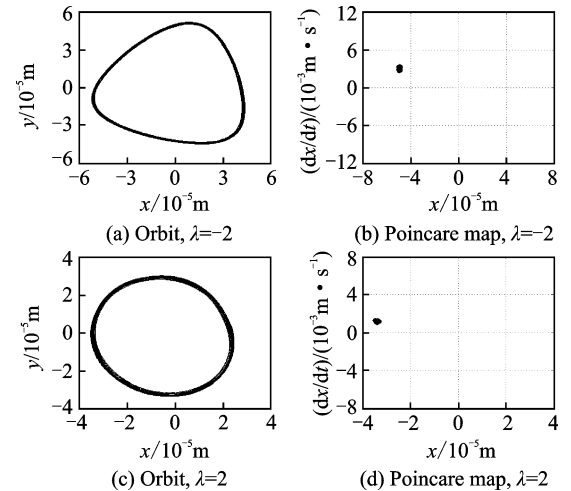 6
3
0
−3
−6
y/10⁻⁵m
−6 −3 0 3 6
x/10⁻⁵m
(a) Orbit, λ=−2
12
6
0
−6
−12
(dx/dt)/(10⁻³m • s⁻¹)
−8 −4 0 4 8
x/10⁻⁵m
(b) Poincare map, λ=−2
4
2
0
−2
−4
y/10⁻⁵m
−4 −2 0 2 4
x/10⁻⁵m
(c) Orbit, λ=2
8
4
0
−4
−8
(dx/dt)/(10⁻³m • s⁻¹)
−4 −2 0 2 4
x/10⁻⁵m
(d) Poincare map, λ=2